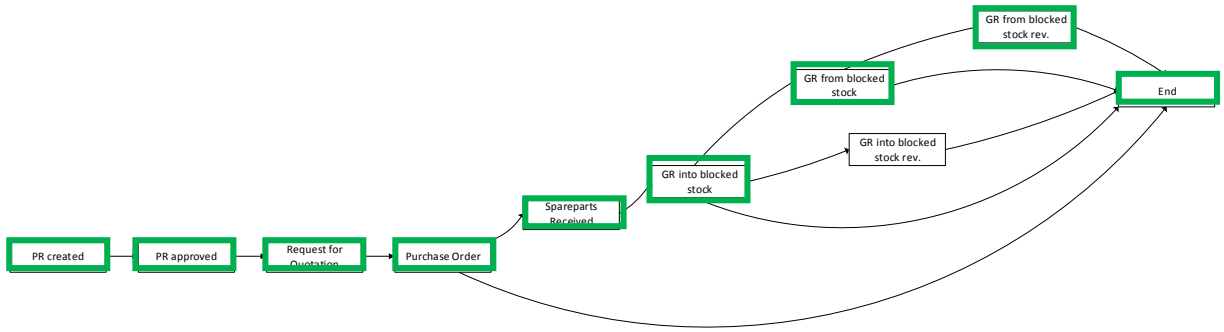 GR from blocked
stock rev.
GR from blocked
stock
End
GR into blocked
stock rev.
GR into blocked
stock
Spareparts
Received
PR created
PR approved
Request for
Quotation
Purchase Order